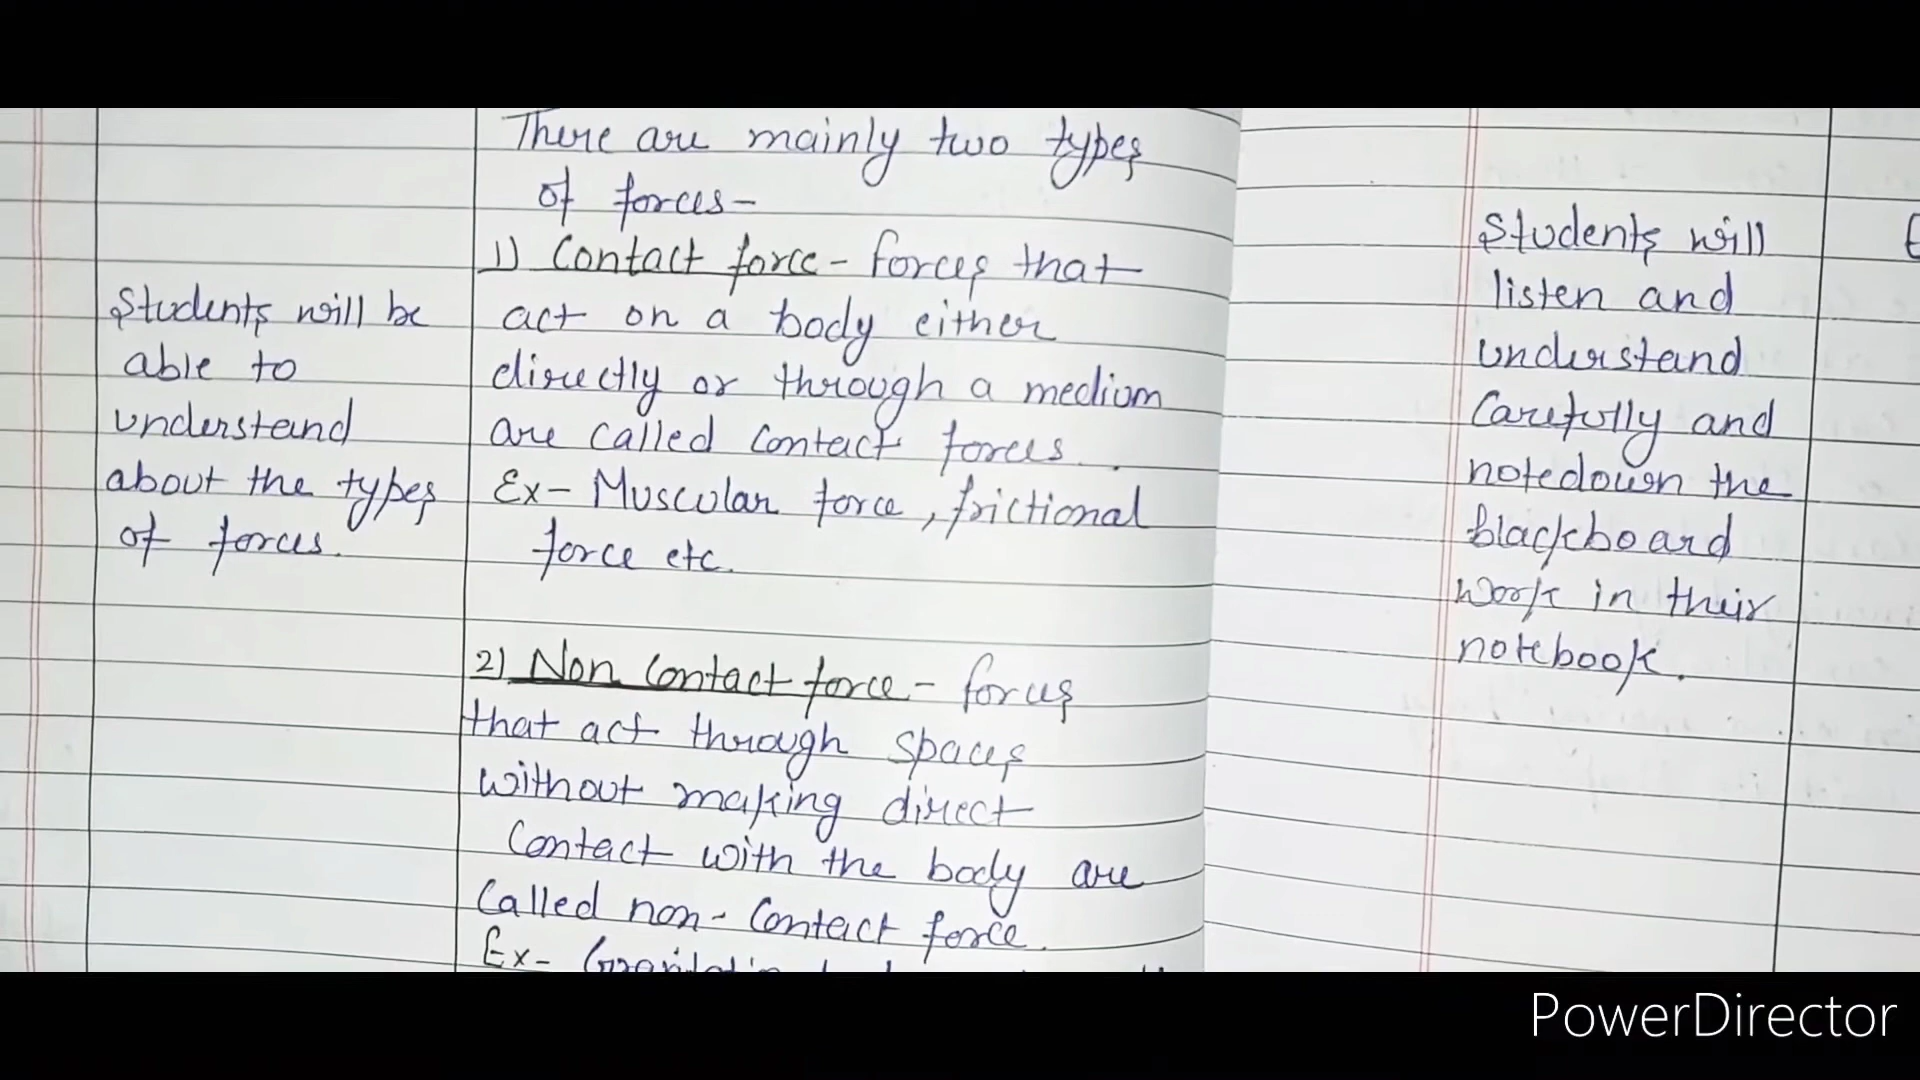 Students will be
able to
understand
about the types
of forces.
There are mainly two types
of forces-
1) Contact force - forces that
act on a body either
directly or through a medium
are called contact forces.
Ex- Muscular force, frictional
force etc.
2) Non contact force - forces
that act through spaces
without making direct
contact with the body are
called non-contact force.
Ex-
Students will
listen and
understand
carefully and
notedown the
blackboard
work in their
notebook.
PowerDirector